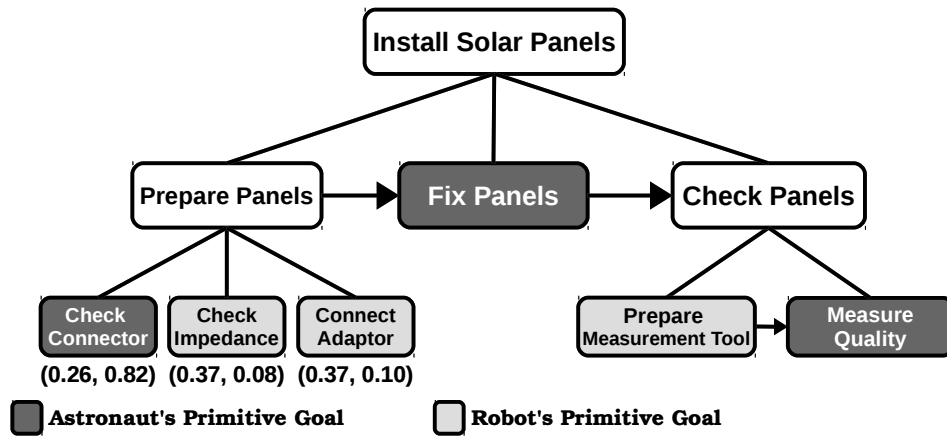 Install Solar Panels
Prepare Panels
Fix Panels
Check Panels
Check
Connector
Check
Impedance
Connect
Adaptor
Prepare
Measurement Tool
Measure
Quality
(0.26, 0.82)
(0.37, 0.08)
(0.37, 0.10)
Astronaut's Primitive Goal
Robot's Primitive Goal